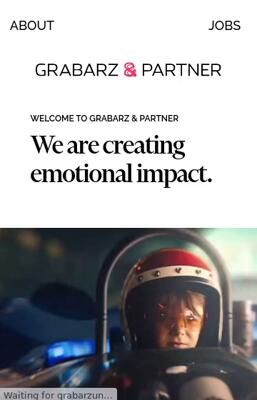 ABOUT
JOBS
GRABARZ & PARTNER
WELCOME TO GRABARZ & PARTNER
We are creating
emotional impact.
Waiting for grabarzun...